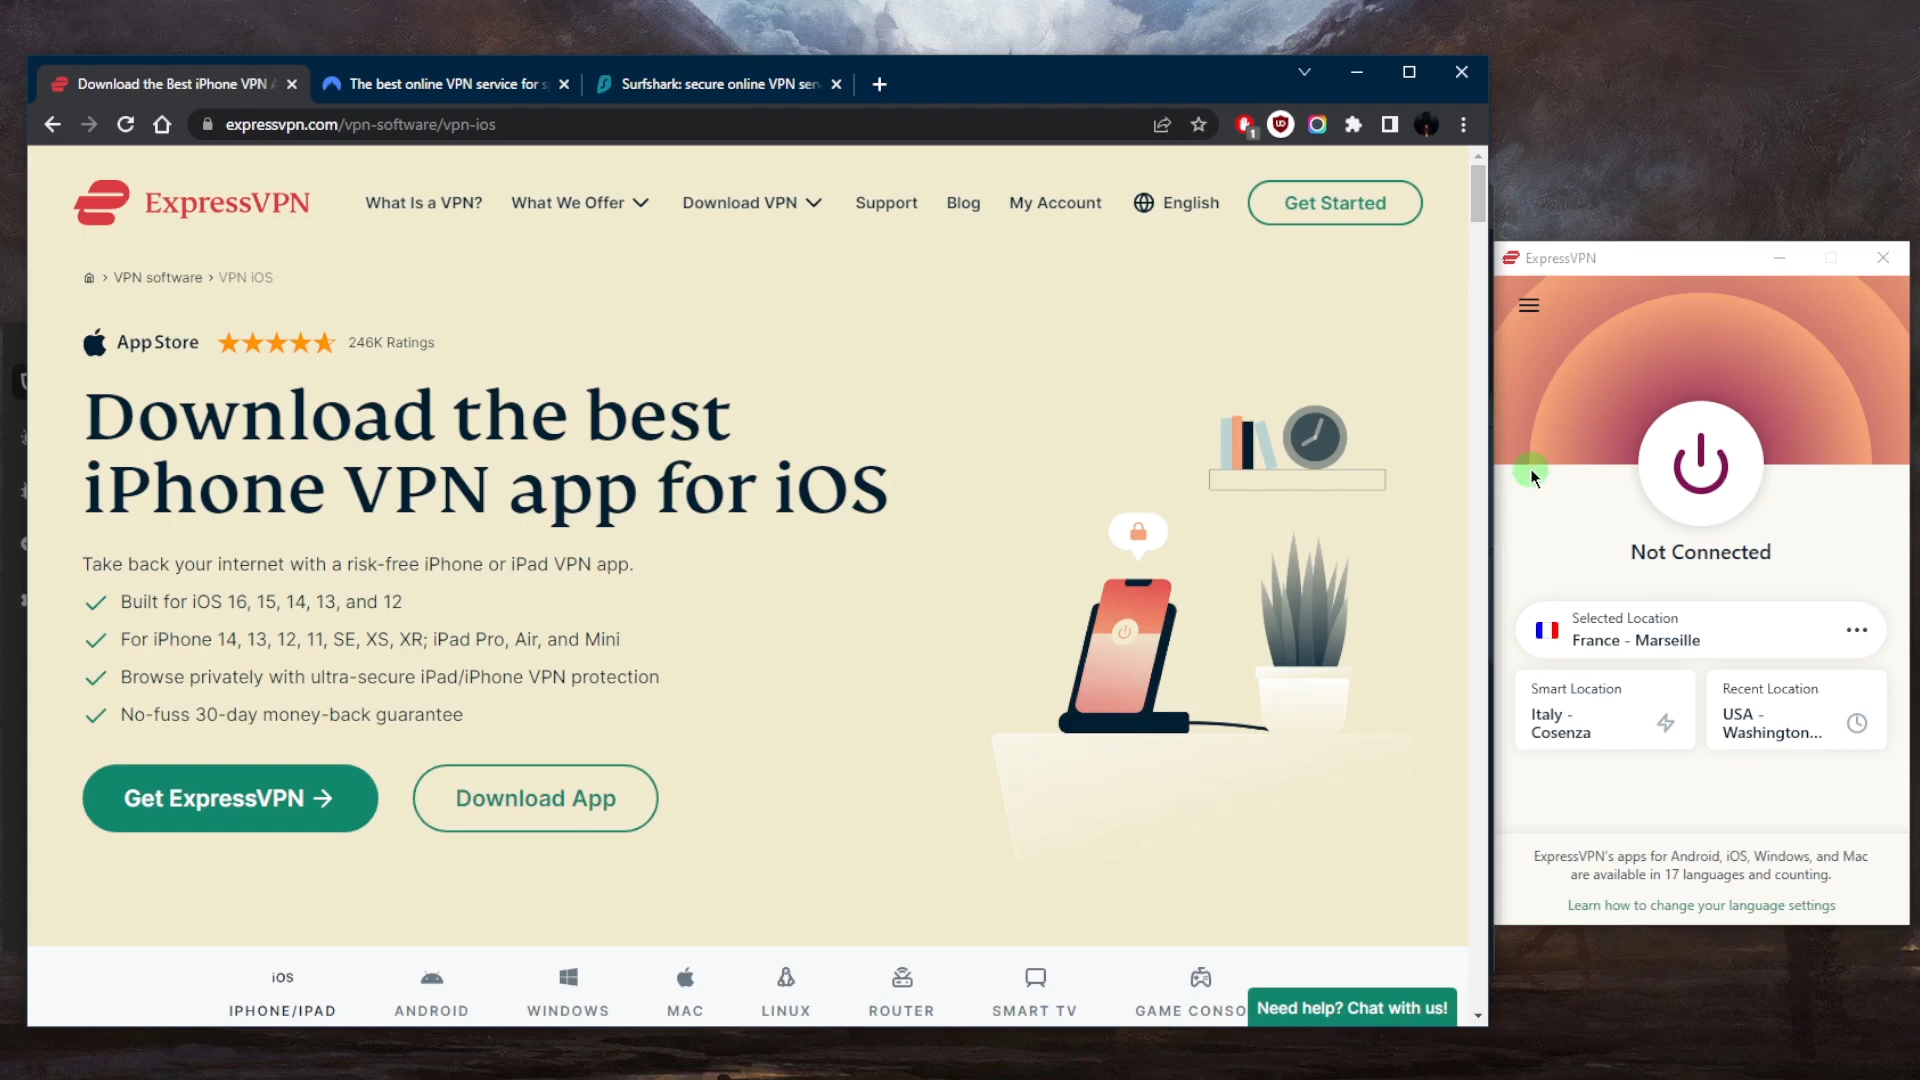 Download the Best iPhone VPN A
The best online VPN service for s
Surfshark: secure online VPN ser
expressvpn.com/vpn-software/vpn-ios
1
ExpressVPN
What Is a VPN?
What We Offer
Download VPN
Support
Blog
My Account
English
Get Started
> VPN software > VPN iOS
App Store
246K Ratings
Download the best
iPhone VPN app for iOS
Take back your internet with a risk-free iPhone or iPad VPN app.
Built for iOS 16, 15, 14, 13, and 12
For iPhone 14, 13, 12, 11, SE, XS, XR; iPad Pro, Air, and Mini
Browse privately with ultra-secure iPad/iPhone VPN protection
No-fuss 30-day money-back guarantee
Get ExpressVPN →
Download App
iOS
IPHONE/IPAD
ANDROID
WINDOWS
MAC
LINUX
ROUTER
SMART TV
GAME CONSO
Need help? Chat with us!
ExpressVPN
Not Connected
Selected Location
France - Marseille
Smart Location
Italy -
Cosenza
Recent Location
USA -
Washington...
ExpressVPN's apps for Android, iOS, Windows, and Mac
are available in 17 languages and counting.
Learn how to change your language settings